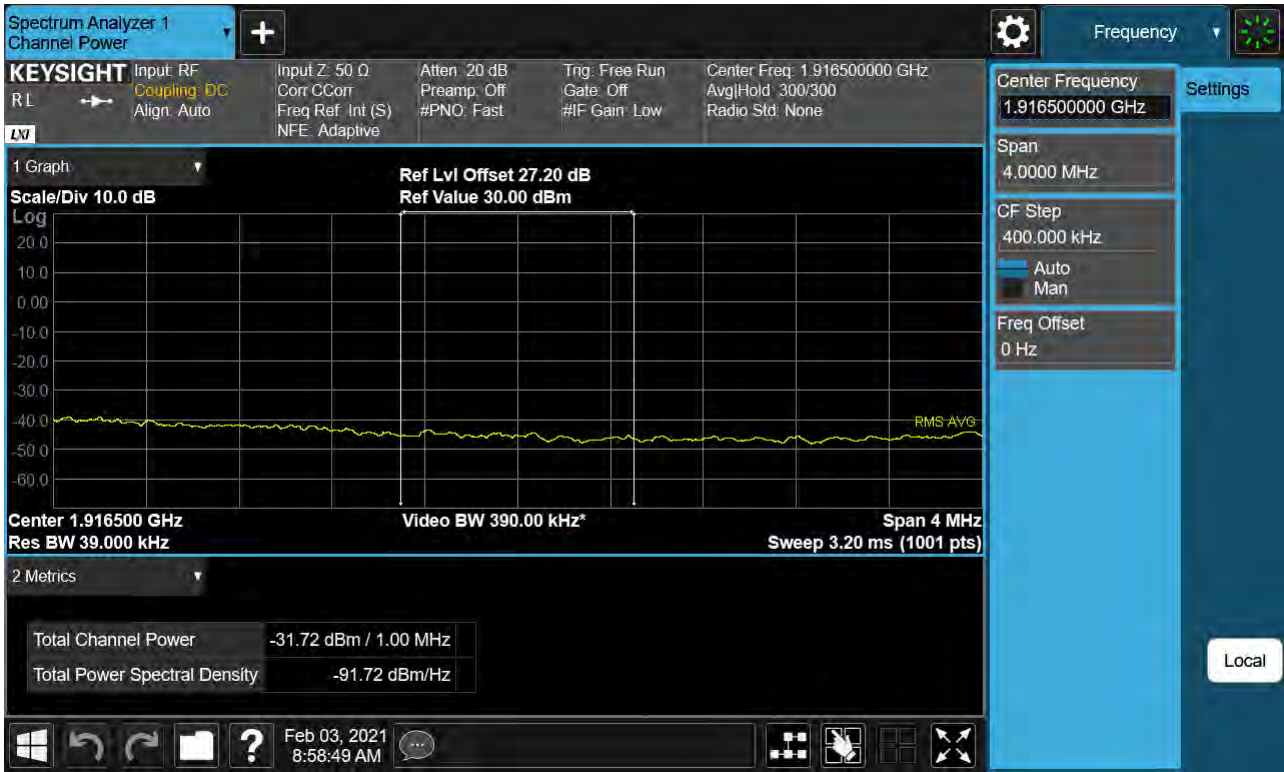 Spectrum Analyzer 1
Channel Power
+
Frequency
KEYSIGHT
RL
LXI
Input: RF
Coupling: DC
Align: Auto
Input Z: 50 Ω
Corr CCorr
Freq Ref: Int (S)
NFE: Adaptive
Atten: 20 dB
Preamp: Off
#PNO: Fast
Trig: Free Run
Gate: Off
#IF Gain: Low
Center Freq: 1.916500000 GHz
Avg|Hold: 300/300
Radio Std: None
Center Frequency
1.916500000 GHz
Settings
Span
4.0000 MHz
CF Step
400.000 kHz
Auto
Man
Freq Offset
0 Hz
1 Graph
Scale/Div 10.0 dB
Ref Lvl Offset 27.20 dB
Ref Value 30.00 dBm
Log
20.0
10.0
0.00
-10.0
-20.0
-30.0
-40.0
-50.0
-60.0
RMS AVG
Center 1.916500 GHz
Video BW 390.00 kHz*
Span 4 MHz
Res BW 39.000 kHz
Sweep 3.20 ms (1001 pts)
2 Metrics
Total Channel Power -31.72 dBm / 1.00 MHz
Total Power Spectral Density -91.72 dBm/Hz
Local
?
Feb 03, 2021
8:58:49 AM